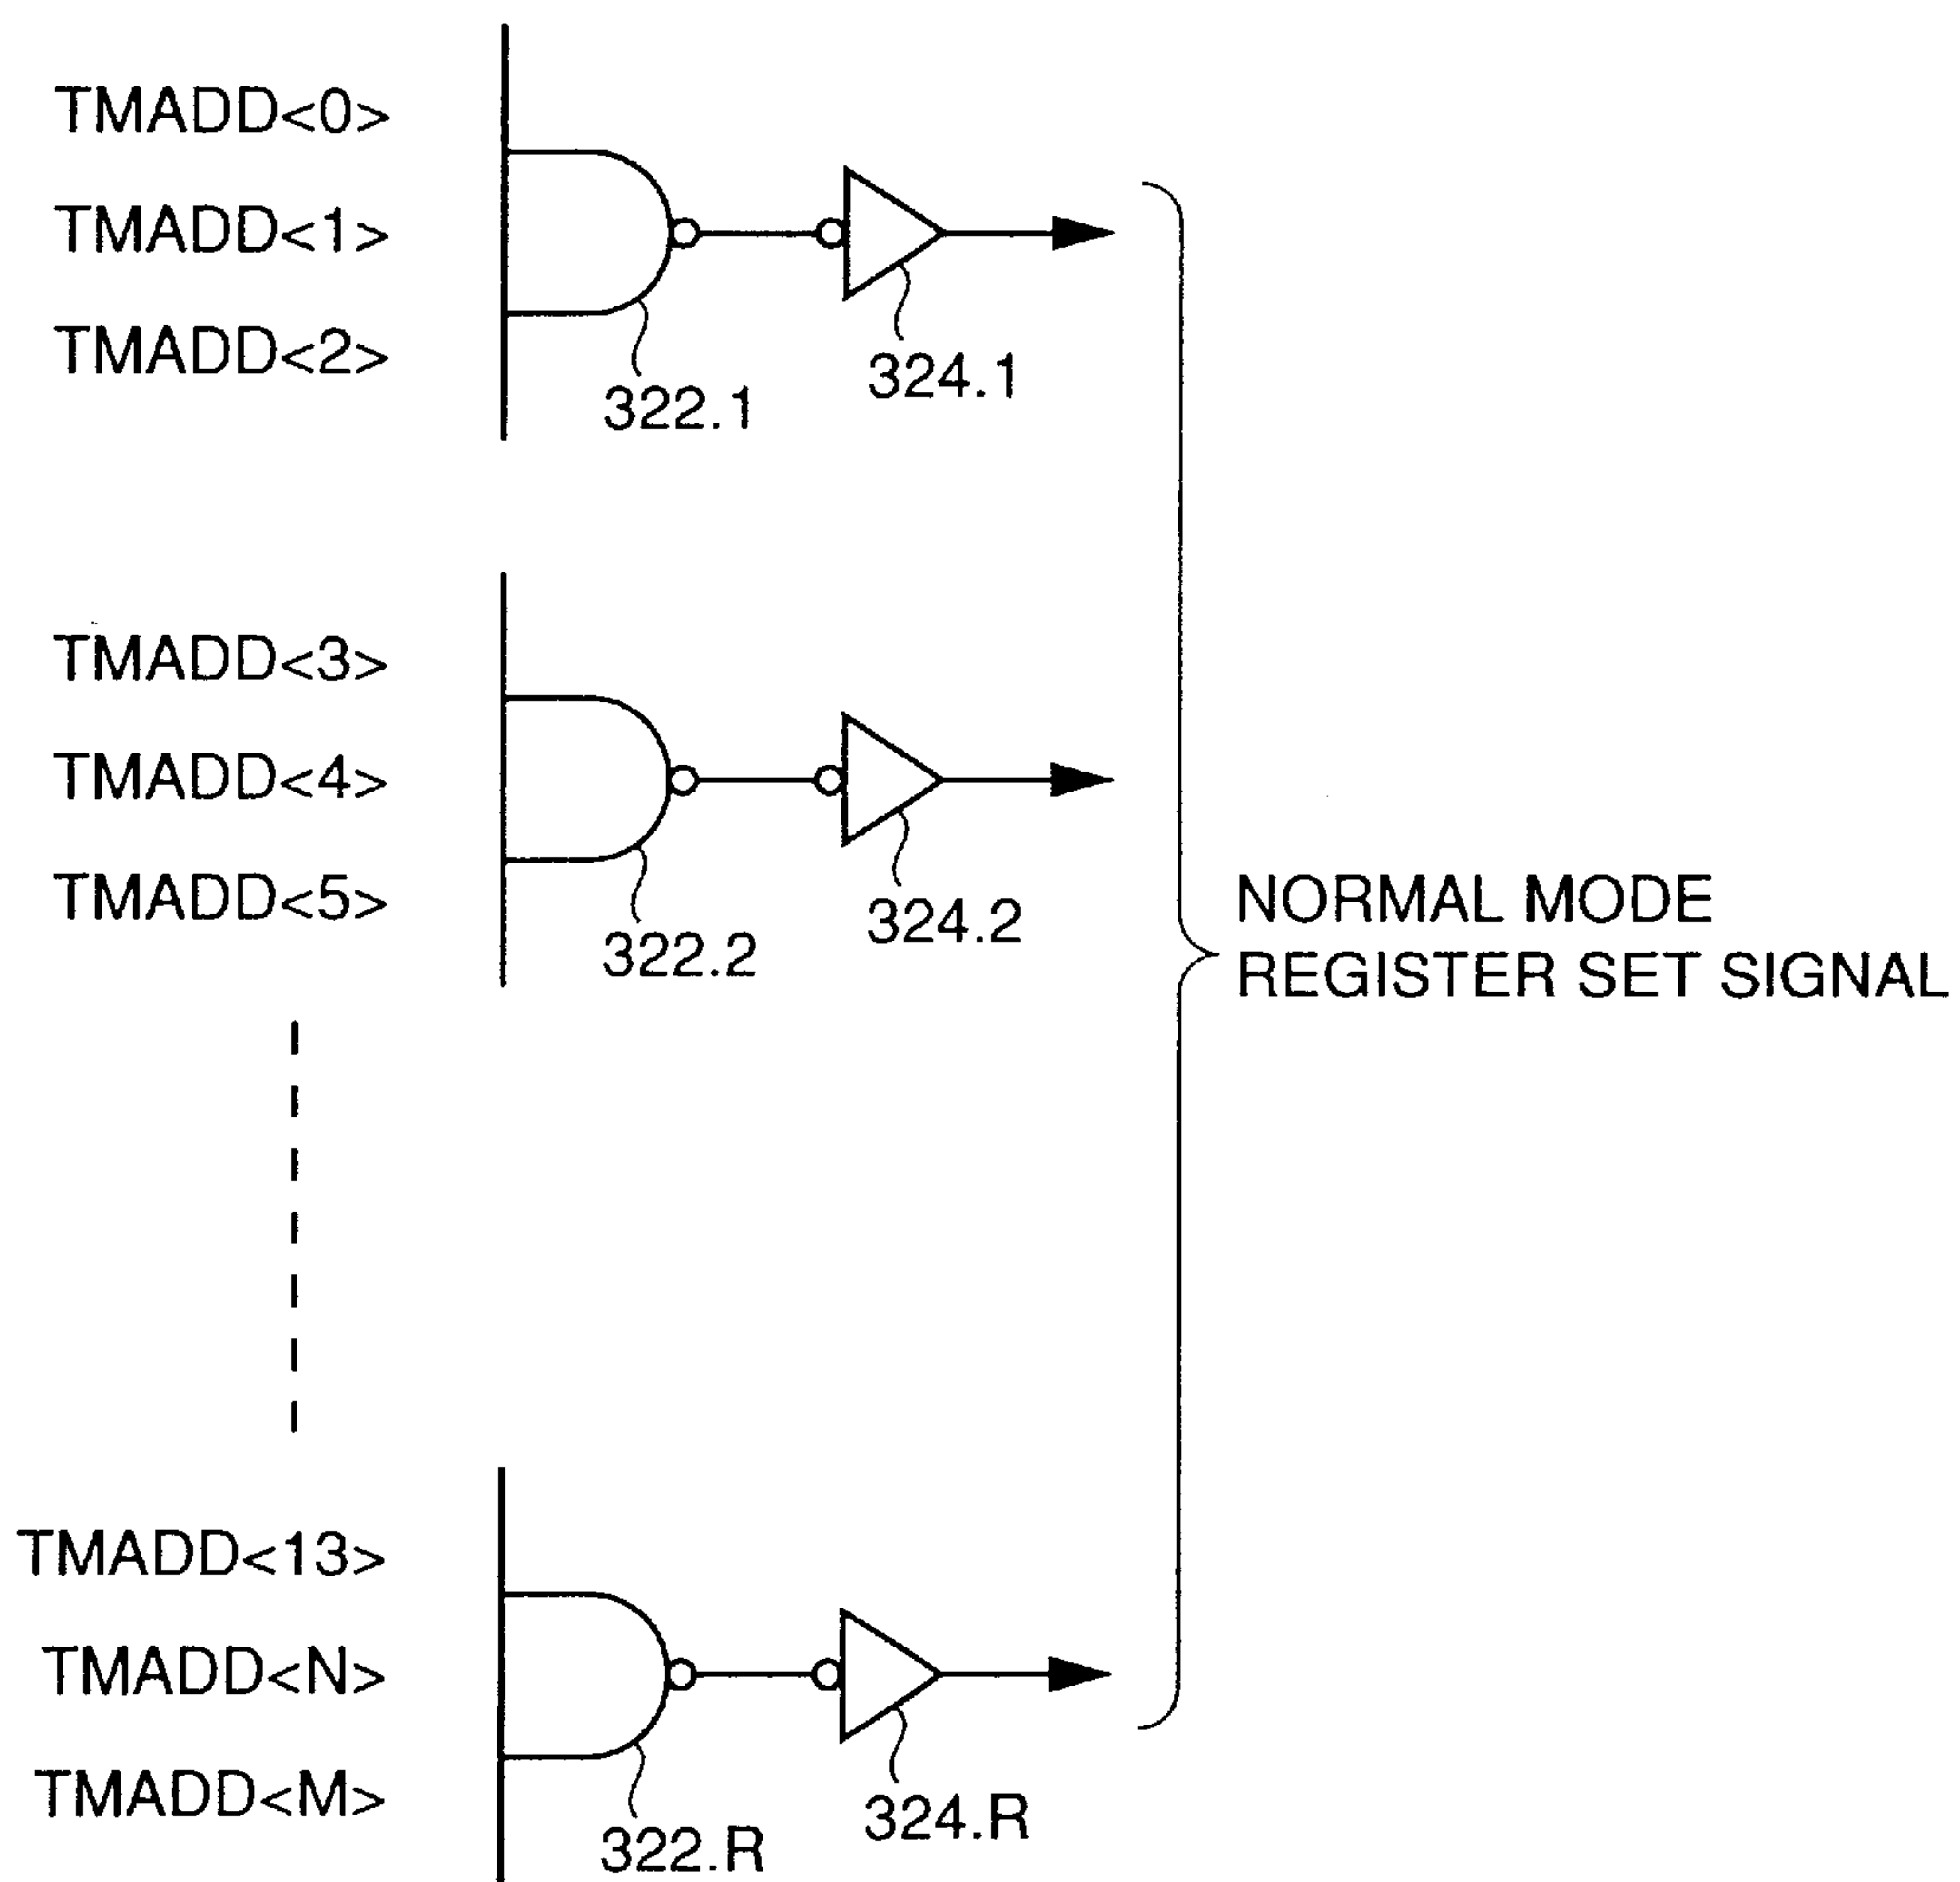 TMADD<0>
TMADD<1>
TMADD<2>
322.1
324.1
TMADD<3>
TMADD<4>
TMADD<5>
322.2
324.2
NORMAL MODE
REGISTER SET SIGNAL
TMADD<13>
TMADD<N>
TMADD<M>
322.R
324.R